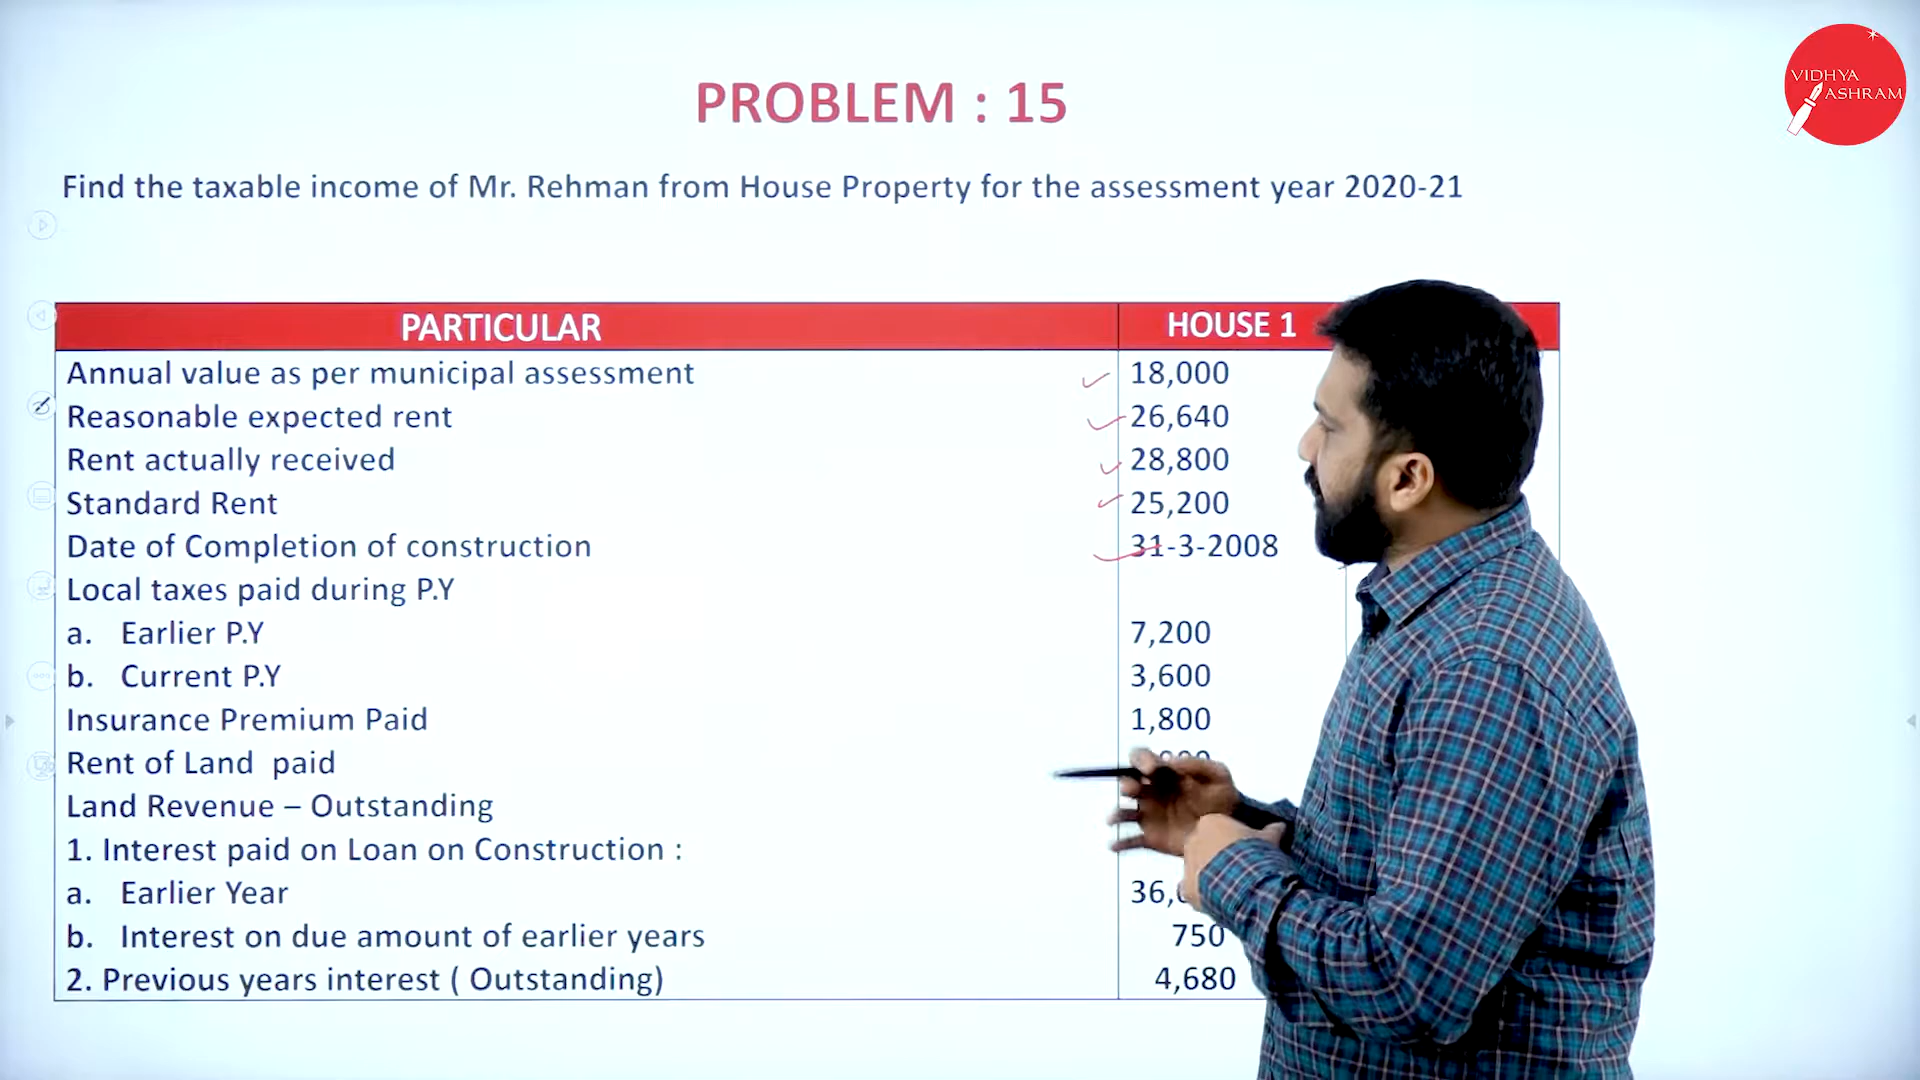 VIDHYA
ASHRAM
PROBLEM : 15
Find the taxable income of Mr. Rehman from House Property for the assessment year 2020-21
PARTICULAR HOUSE 1
Annual value as per municipal assessment 18,000
Reasonable expected rent 26,640
Rent actually received 28,800
Standard Rent 25,200
Date of Completion of construction 31-3-2008
Local taxes paid during P.Y
a. Earlier P.Y 7,200
b. Current P.Y 3,600
Insurance Premium Paid 1,800
Rent of Land paid
Land Revenue – Outstanding
1. Interest paid on Loan on Construction :
a. Earlier Year
b. Interest on due amount of earlier years 750
2. Previous years interest ( Outstanding) 4,680